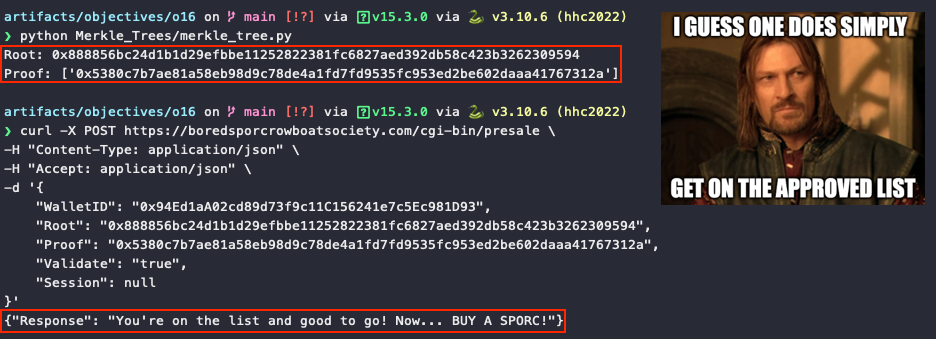 artifacts/objectives/o16 on main [!?] via v15.3.0 via v3.10.6 (hhc2022)
❯ python Merkle_Trees/merkle_tree.py
Root: 0x888856bc24d1b1d29efbbe11252822381fc6827aed392db58c423b3262309594
Proof: ['0x5380c7b7ae81a58eb98d9c78de4a1fd7fd9535fc953ed2be602daaa41767312a']
artifacts/objectives/o16 on main [!?] via v15.3.0 via v3.10.6 (hhc2022)
❯ curl -X POST https://boredsporcrowboatsociety.com/cgi-bin/presale \
-H "Content-Type: application/json" \
-H "Accept: application/json" \
-d '{
"WalletID": "0x94Ed1aA02cd89d73f9c11C156241e7c5Ec981D93",
"Root": "0x888856bc24d1b1d29efbbe11252822381fc6827aed392db58c423b3262309594",
"Proof": "0x5380c7b7ae81a58eb98d9c78de4a1fd7fd9535fc953ed2be602daaa41767312a",
"Validate": "true",
"Session": null
}'
{"Response": "You're on the list and good to go! Now... BUY A SPORC!"}
I GUESS ONE DOES SIMPLY
GET ON THE APPROVED LIST